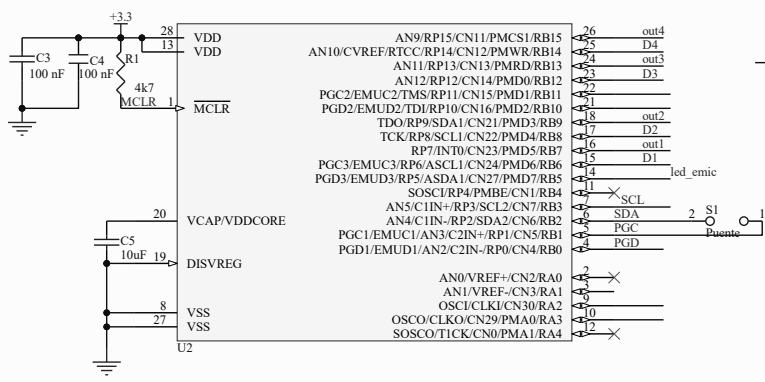 +3.3
C3
100 nF
C4
100 nF
R1
4k7
MCLR
28 VDD
13 VDD
1 MCLR
20 VCAP/VDDCORE
C5
10uF
19 DISVREG
8 VSS
27 VSS
U2
AN9/RP15/CN11/PMCS1/RB15 26 out4
AN10/CVREF/RTCC/RP14/CN12/PMWR/RB14 25 D4
AN11/RP13/CN13/PMRD/RB13 24 out3
AN12/RP12/CN14/PMD0/RB12 23 D3
PGC2/EMUC2/TMS/RP11/CN15/PMD1/RB11 22
PGD2/EMUD2/TDI/RP10/CN16/PMD2/RB10 21
TDO/RP9/SDA1/CN21/PMD3/RB9 18 out2
TCK/RP8/SCL1/CN22/PMD4/RB8 17 D2
RP7/INT0/CN23/PMD5/RB7 16 out1
PGC3/EMUC3/RP6/ASCL1/CN24/PMD6/RB6 15 D1
PGD3/EMUD3/RP5/ASDA1/CN27/PMD7/RB5 14 led_emic
SOSCI/RP4/PMBE/CN1/RB4 11
AN5/C1IN+/RP3/SCL2/CN7/RB3 7 SCL
AN4/C1IN-/RP2/SDA2/CN6/RB2 6 SDA
PGC1/EMUC1/AN3/C2IN+/RP1/CN5/RB1 5 PGC
PGD1/EMUD1/AN2/C2IN-/RP0/CN4/RB0 4 PGD
2 S1 1
Puente
AN0/VREF+/CN2/RA0 2
AN1/VREF-/CN3/RA1 3
OSCI/CLKI/CN30/RA2 9
OSCO/CLKO/CN29/PMA0/RA3 10
SOSCO/T1CK/CN0/PMA1/RA4 12